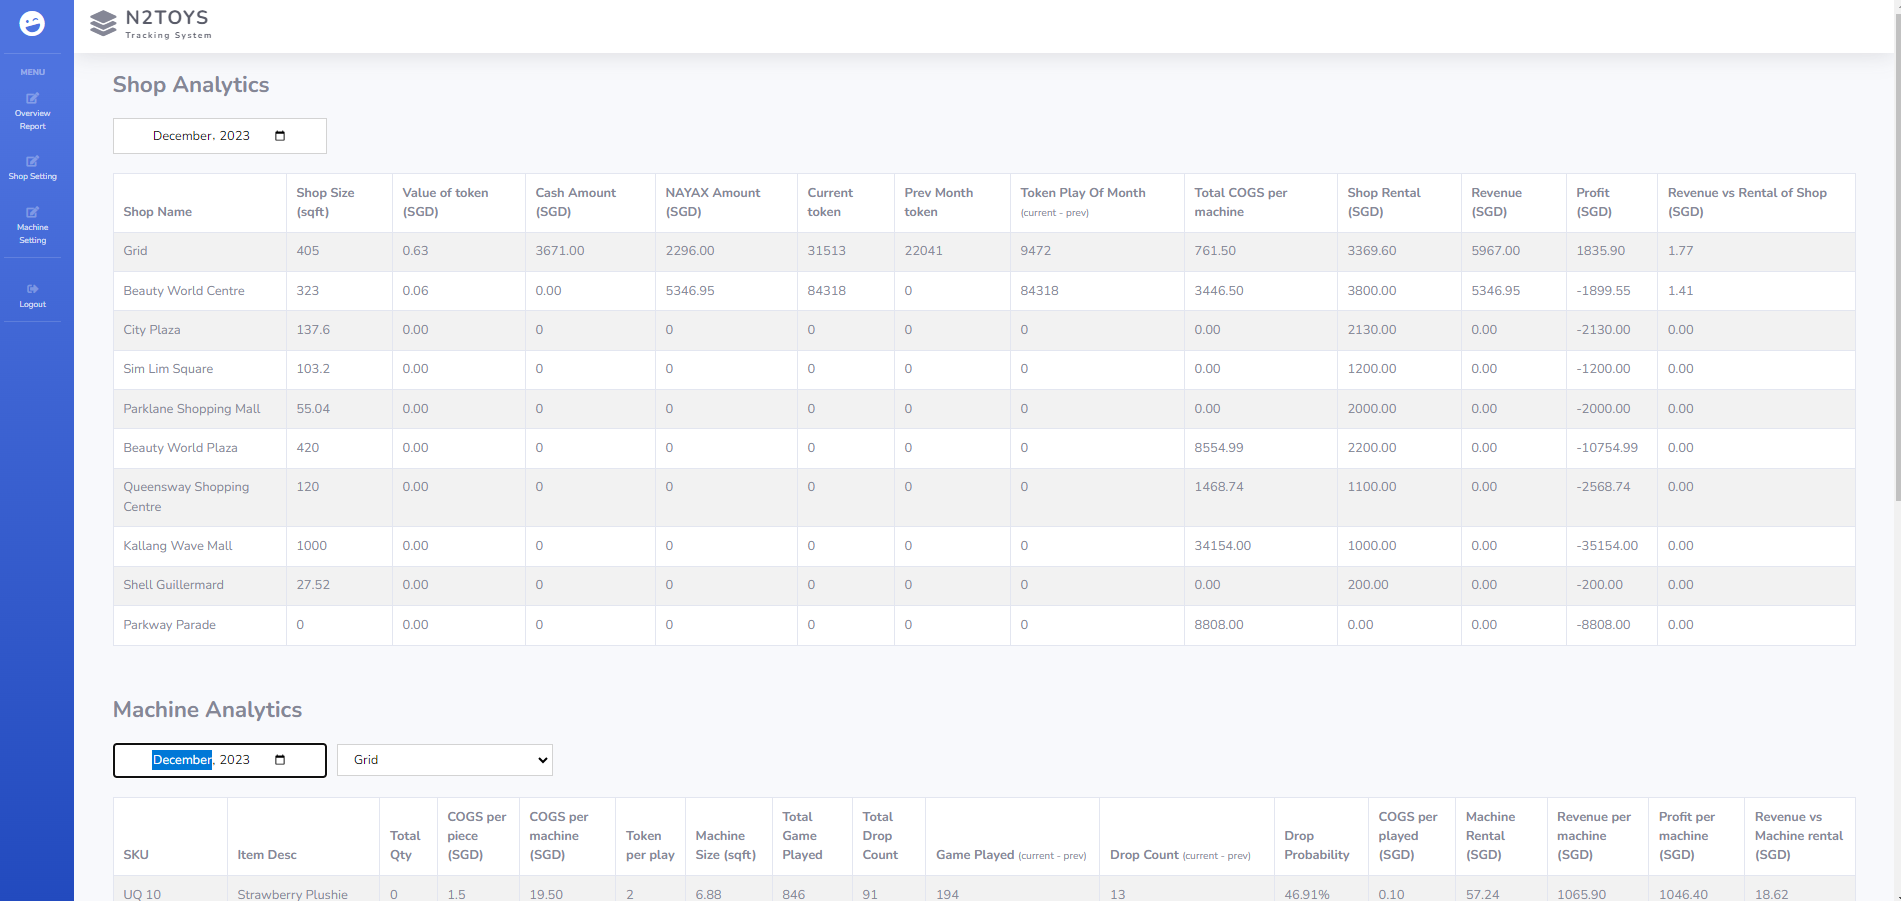 N2TOYS
Tracking System
MENU
Overview
Report
Shop Setting
Machine
Setting
Logout
Shop Analytics
December, 2023
Shop Name Shop Size (sqft) Value of token (SGD) Cash Amount (SGD) NAYAX Amount (SGD) Current token Prev Month token Token Play Of Month (current - prev) Total COGS per machine Shop Rental (SGD) Revenue (SGD) Profit (SGD) Revenue vs Rental of Shop (SGD)
Grid 405 0.63 3671.00 2296.00 31513 22041 9472 761.50 3369.60 5967.00 1835.90 1.77
Beauty World Centre 323 0.06 0.00 5346.95 84318 0 84318 3446.50 3800.00 5346.95 -1899.55 1.41
City Plaza 137.6 0.00 0 0 0 0 0 0.00 2130.00 0.00 -2130.00 0.00
Sim Lim Square 103.2 0.00 0 0 0 0 0 0.00 1200.00 0.00 -1200.00 0.00
Parklane Shopping Mall 55.04 0.00 0 0 0 0 0 0.00 2000.00 0.00 -2000.00 0.00
Beauty World Plaza 420 0.00 0 0 0 0 0 8554.99 2200.00 0.00 -10754.99 0.00
Queensway Shopping Centre 120 0.00 0 0 0 0 0 1468.74 1100.00 0.00 -2568.74 0.00
Kallang Wave Mall 1000 0.00 0 0 0 0 0 34154.00 1000.00 0.00 -35154.00 0.00
Shell Guillermard 27.52 0.00 0 0 0 0 0 0.00 200.00 0.00 -200.00 0.00
Parkway Parade 0 0.00 0 0 0 0 0 8808.00 0.00 0.00 -8808.00 0.00
Machine Analytics
December, 2023 Grid
SKU Item Desc Total Qty COGS per piece (SGD) COGS per machine (SGD) Token per play Machine Size (sqft) Total Game Played Total Drop Count Game Played (current - prev) Drop Count (current - prev) Drop Probability COGS per played (SGD) Machine Rental (SGD) Revenue per machine (SGD) Profit per machine (SGD) Revenue vs Machine rental (SGD)
UQ 10 Strawberry Plushie 0 1.5 19.50 2 6.88 846 91 194 13 46.91% 0.10 57.24 1065.90 1046.40 18.62